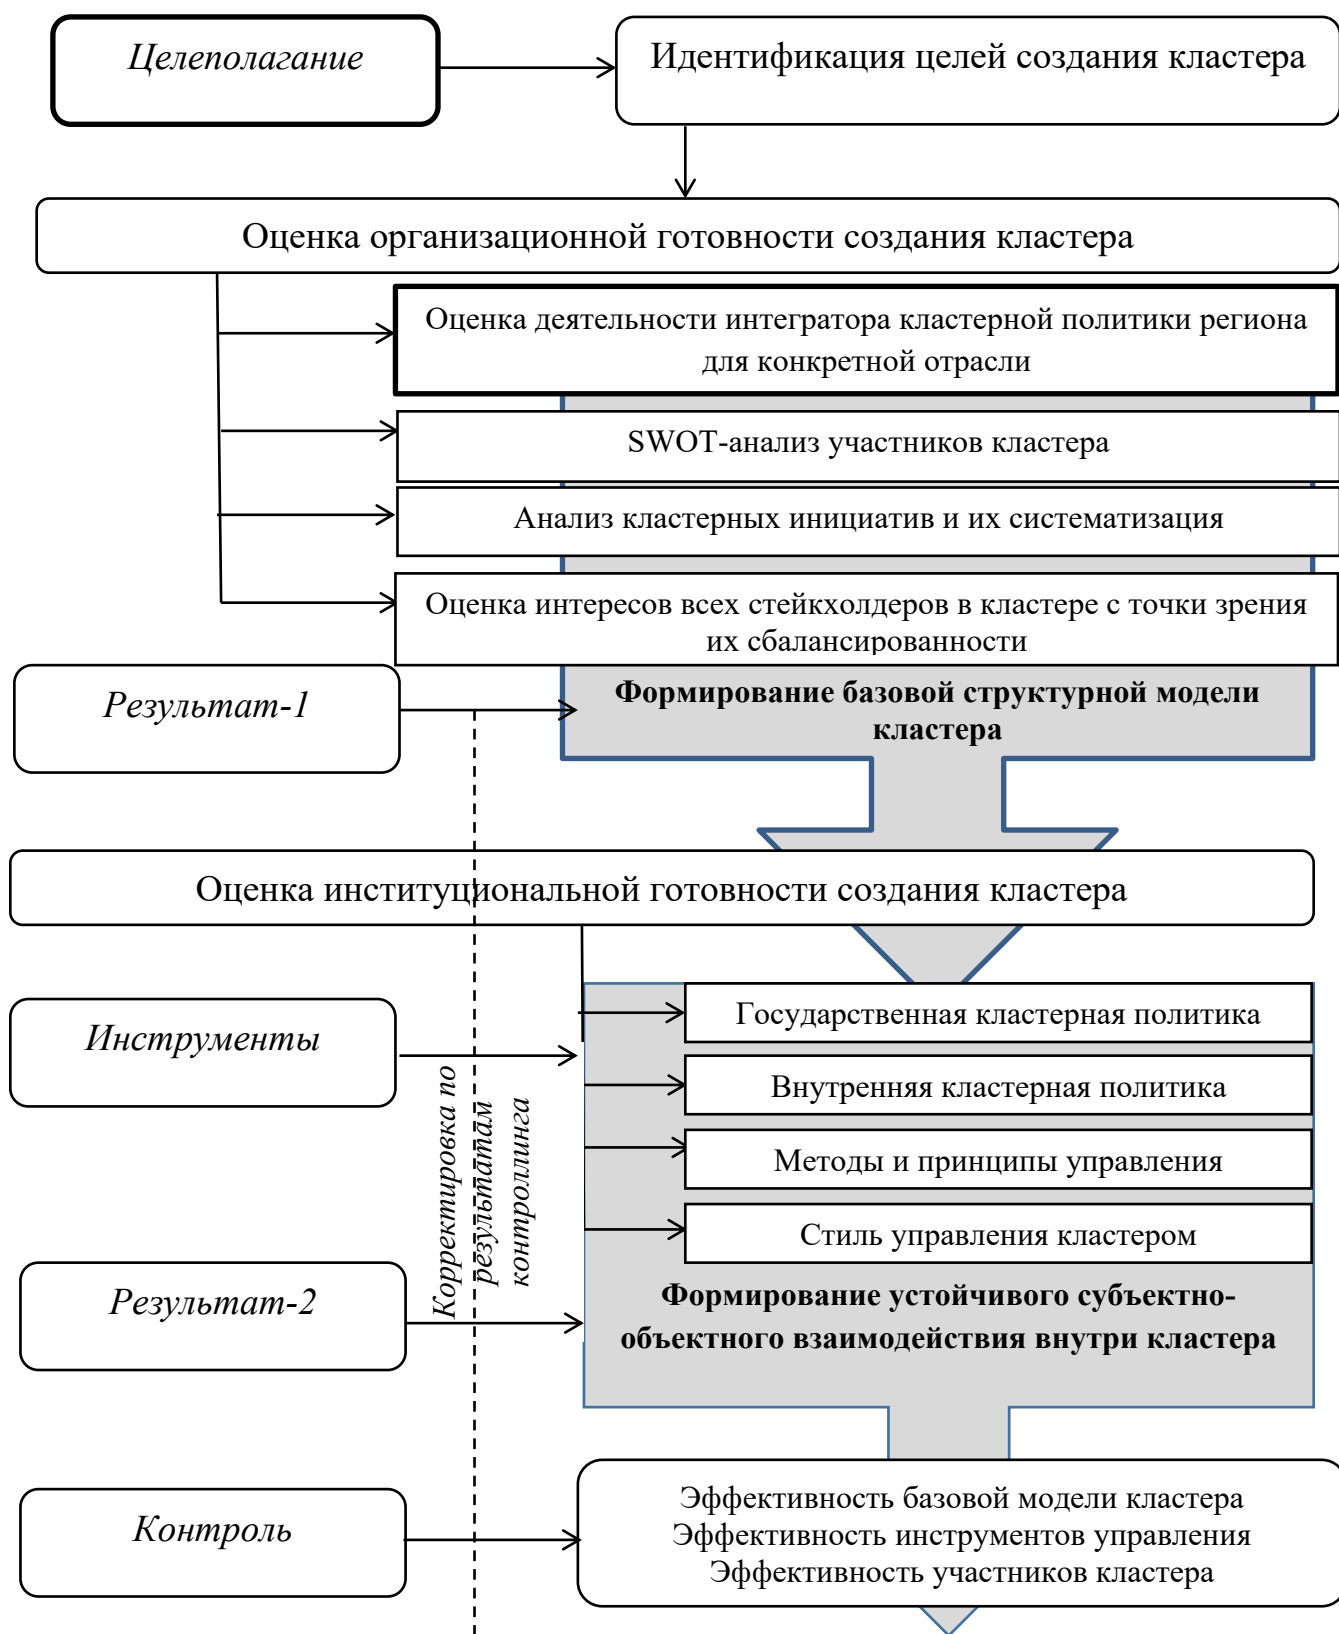 Целеполагание
Идентификация целей создания кластера
Оценка организационной готовности создания кластера
Оценка деятельности интегратора кластерной политики региона
для конкретной отрасли
SWOT-анализ участников кластера
Анализ кластерных инициатив и их систематизация
Оценка интересов всех стейкхолдеров в кластере с точки зрения
их сбалансированности
Результат-1
Формирование базовой структурной модели
кластера
Оценка институциональной готовности создания кластера
Инструменты
Государственная кластерная политика
Внутренняя кластерная политика
Методы и принципы управления
Стиль управления кластером
Корректировка по
результатам
контроллинга
Результат-2
Формирование устойчивого субъектно-
объектного взаимодействия внутри кластера
Контроль
Эффективность базовой модели кластера
Эффективность инструментов управления
Эффективность участников кластера